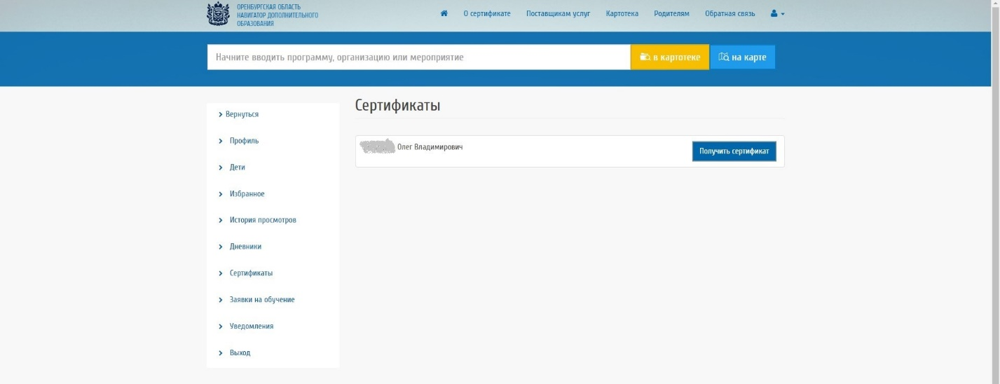 ОРЕНБУРГСКАЯ ОБЛАСТЬ
НАВИГАТОР ДОПОЛНИТЕЛЬНОГО
ОБРАЗОВАНИЯ
О сертификате Поставщикам услуг Картотека Родителям Обратная связь
Начните вводить программу, организацию или мероприятие
в картотеке
на карте
Вернуться
Профиль
Дети
Избранное
История просмотров
Дневники
Сертификаты
Заявки на обучение
Уведомления
Выход
Сертификаты
Олег Владимирович
Получить сертификат